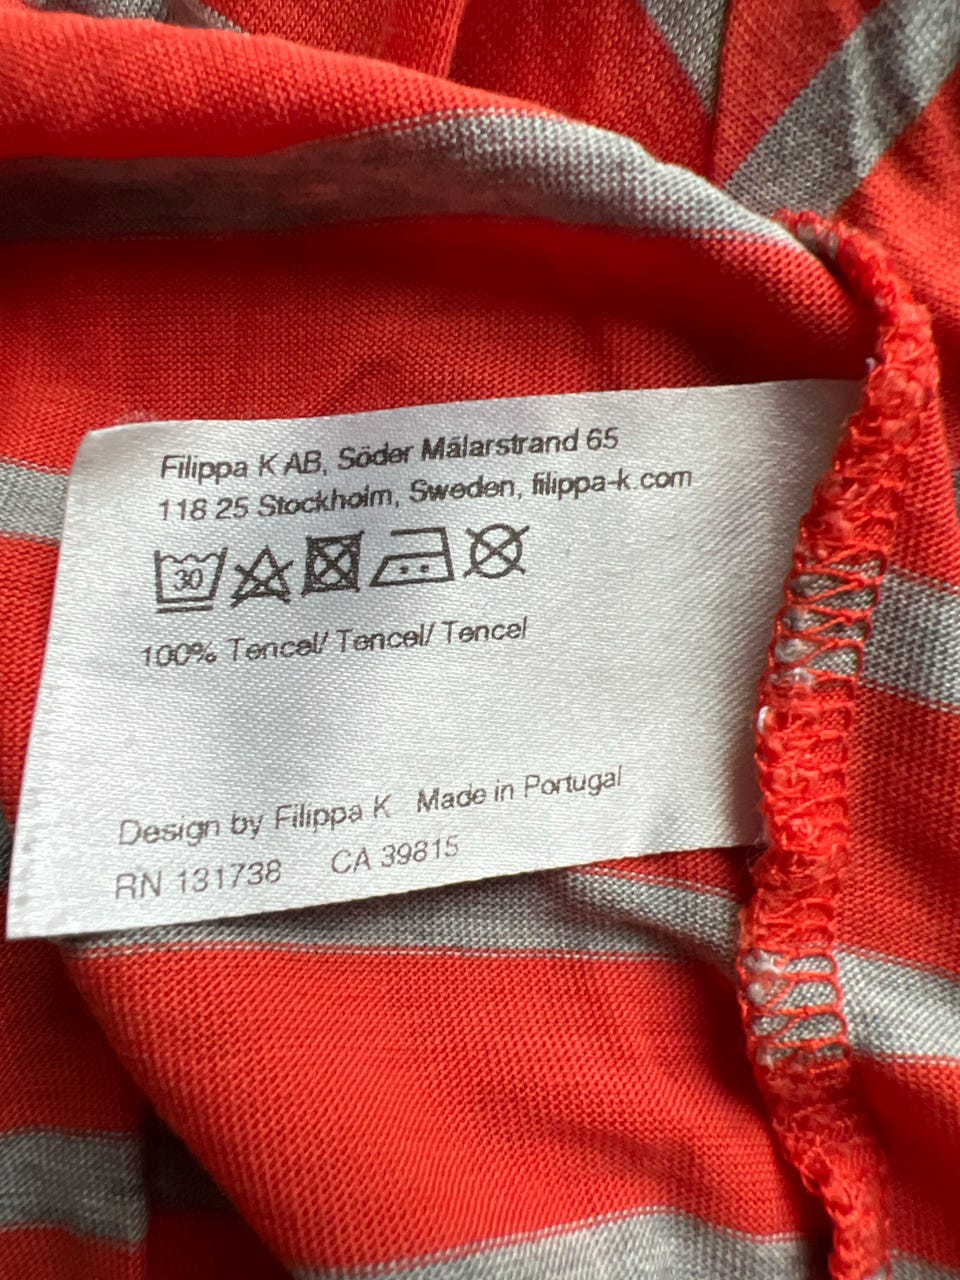 Filippa K AB, Söder Mälarstrand 65
118 25 Stockholm, Sweden, filippa-k.com
30
100% Tencel/ Tencel/ Tencel
Design by Filippa K Made in Portugal
RN 131738 CA 39815